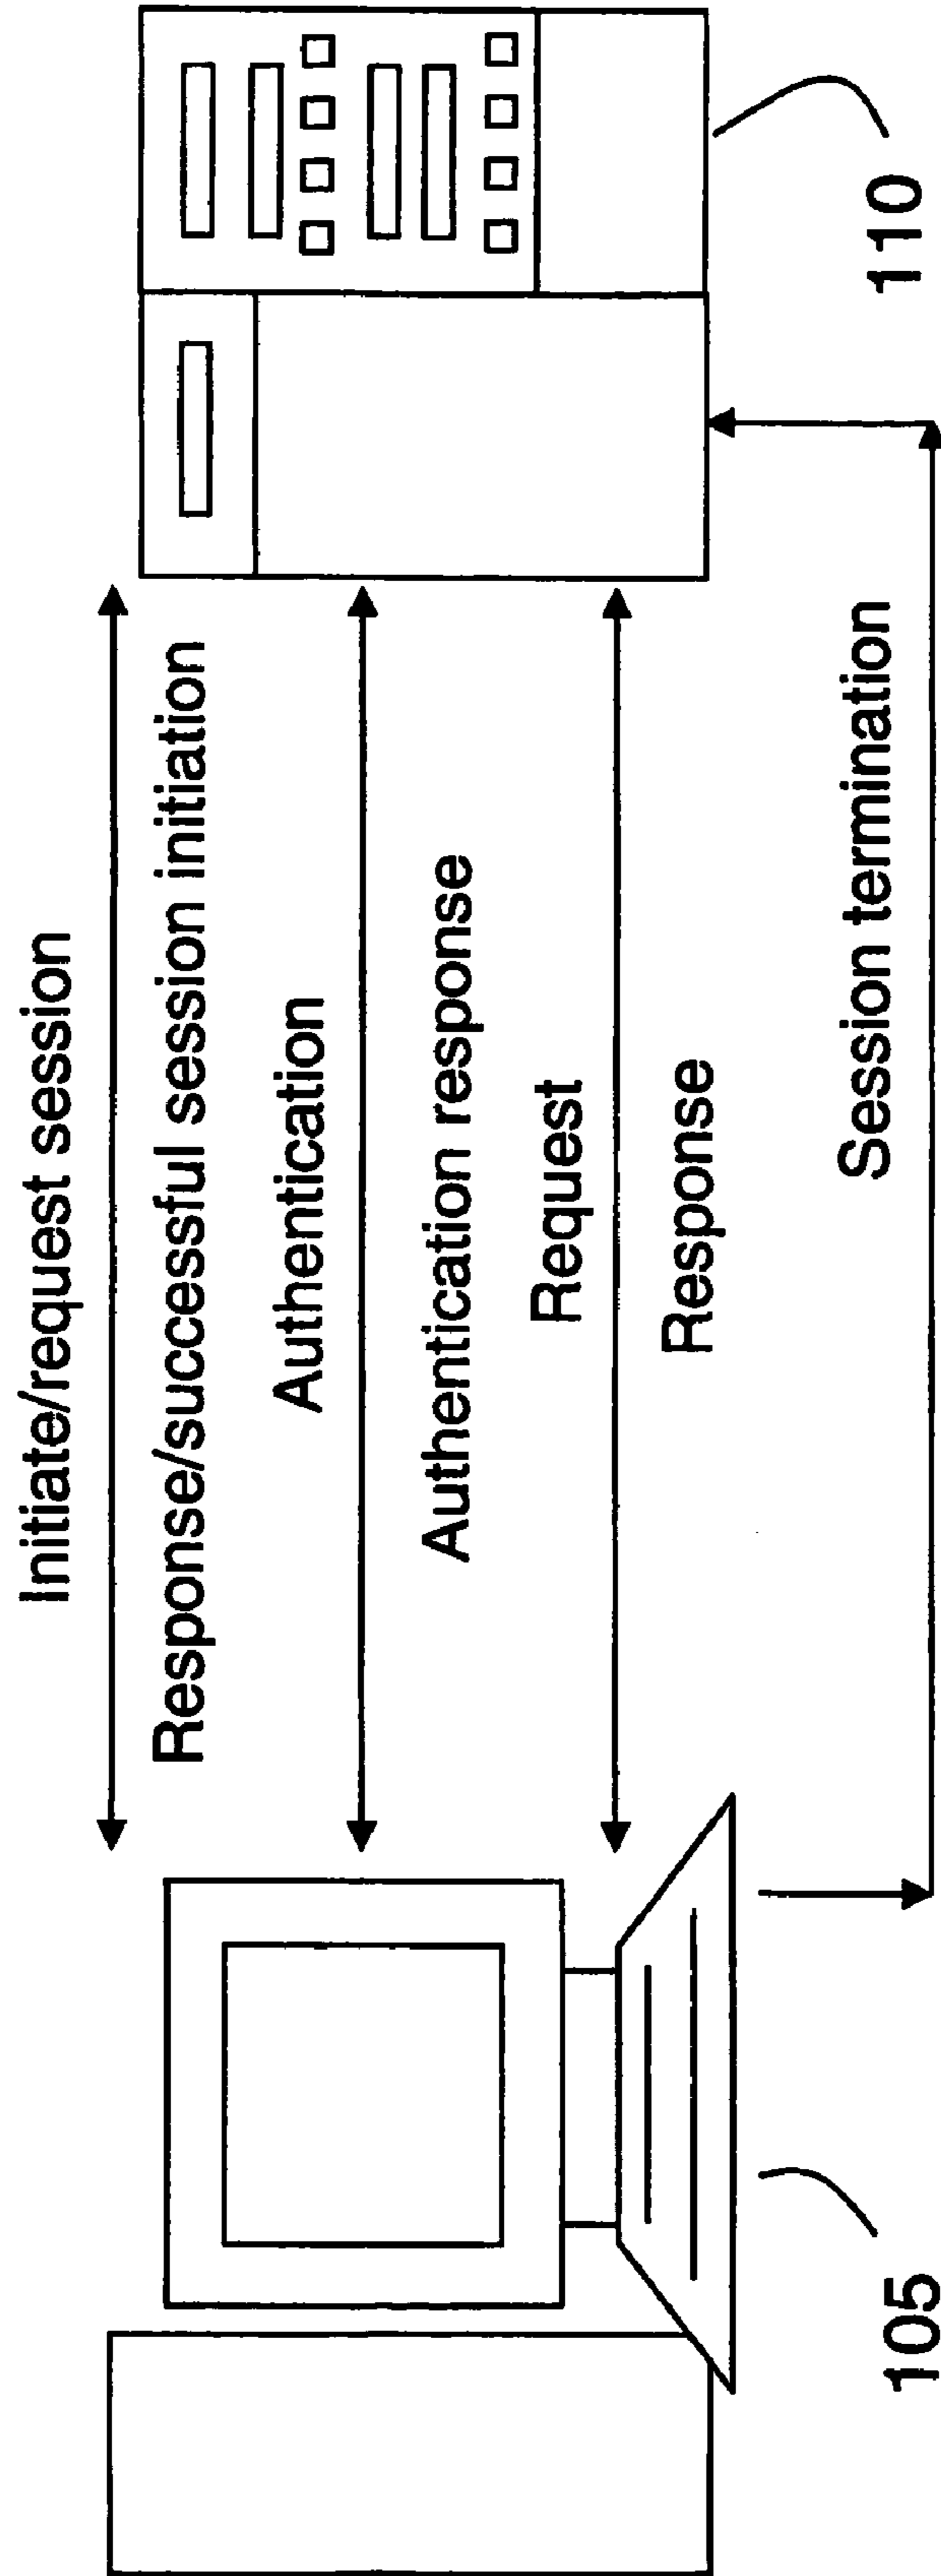 Initiate/request session
Response/successful session initiation
Authentication
Authentication response
Request
Response
Session termination
105
110